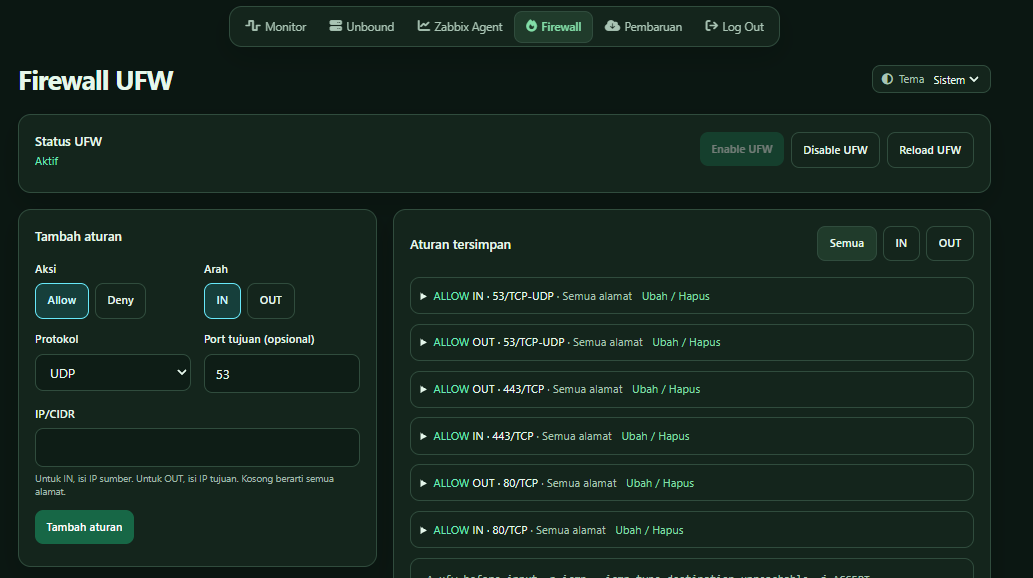 Monitor Unbound Zabbix Agent Firewall Pembaruan Log Out
Firewall UFW
Tema Sistem
Status UFW
Aktif
Enable UFW Disable UFW Reload UFW
Tambah aturan
Aksi Arah
Allow Deny IN OUT
Protokol Port tujuan (opsional)
UDP 53
IP/CIDR
Untuk IN, isi IP sumber. Untuk OUT, isi IP tujuan. Kosong berarti semua
alamat.
Tambah aturan
Aturan tersimpan
Semua IN OUT
ALLOW IN · 53/TCP-UDP · Semua alamat Ubah / Hapus
ALLOW OUT · 53/TCP-UDP · Semua alamat Ubah / Hapus
ALLOW OUT · 443/TCP · Semua alamat Ubah / Hapus
ALLOW IN · 443/TCP · Semua alamat Ubah / Hapus
ALLOW OUT · 80/TCP · Semua alamat Ubah / Hapus
ALLOW IN · 80/TCP · Semua alamat Ubah / Hapus